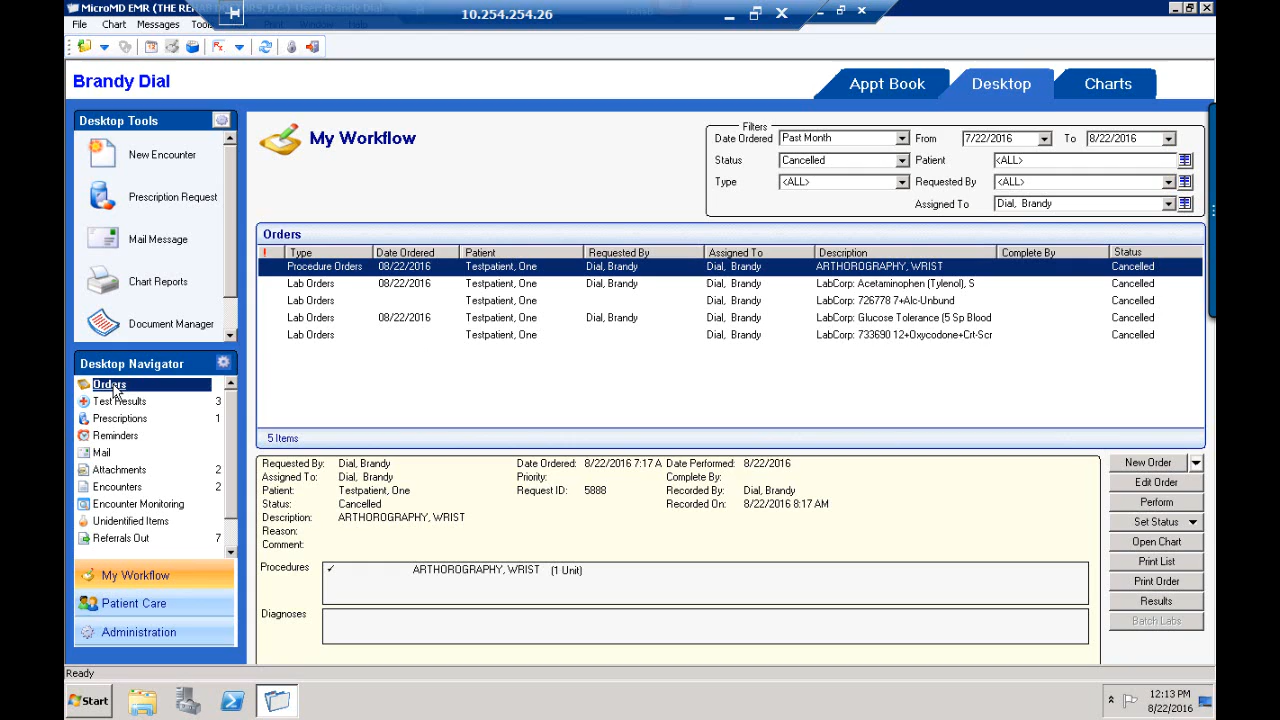 MicroMD EMR (THE REH
User: Brandy Dial
10.254.254.26
File Chart Messages Tools Print Window Help
Brandy Dial
Appt Book Desktop Charts
Desktop Tools
New Encounter
Prescription Request
Mail Message
Chart Reports
Document Manager
Desktop Navigator
Orders
Test Results 3
Prescriptions 1
Reminders
Mail
Attachments 2
Encounters 2
Encounter Monitoring
Unidentified Items
Referrals Out 7
My Workflow
Patient Care
Administration
My Workflow
Filters
Date Ordered Past Month From 7/22/2016 To 8/22/2016
Status Cancelled Patient <ALL>
Type <ALL> Requested By <ALL>
Assigned To Dial, Brandy
Orders
! Type Date Ordered Patient Requested By Assigned To Description Complete By Status
Procedure Orders 08/22/2016 Testpatient, One Dial, Brandy Dial, Brandy ARTHOROGRAPHY, WRIST Cancelled
Lab Orders 08/22/2016 Testpatient, One Dial, Brandy Dial, Brandy LabCorp: Acetaminophen (Tylenol), S Cancelled
Lab Orders Testpatient, One Dial, Brandy LabCorp: 726778 7+Alc-Unbund Cancelled
Lab Orders 08/22/2016 Testpatient, One Dial, Brandy Dial, Brandy LabCorp: Glucose Tolerance (5 Sp Blood Cancelled
Lab Orders Testpatient, One Dial, Brandy LabCorp: 733690 12+Oxycodone+Crt-Scr Cancelled
5 Items
Requested By: Dial, Brandy Date Ordered: 8/22/2016 7:17 A Date Performed: 8/22/2016
Assigned To: Dial, Brandy Priority: Complete By:
Patient: Testpatient, One Request ID: 5888 Recorded By: Dial, Brandy
Status: Cancelled Recorded On: 8/22/2016 8:17 AM
Description: ARTHOROGRAPHY, WRIST
Reason:
Comment:
Procedures ✓ ARTHOROGRAPHY, WRIST (1 Unit)
Diagnoses
New Order
Edit Order
Perform
Set Status
Open Chart
Print List
Print Order
Results
Batch Labs
Ready
Start
12:13 PM
8/22/2016